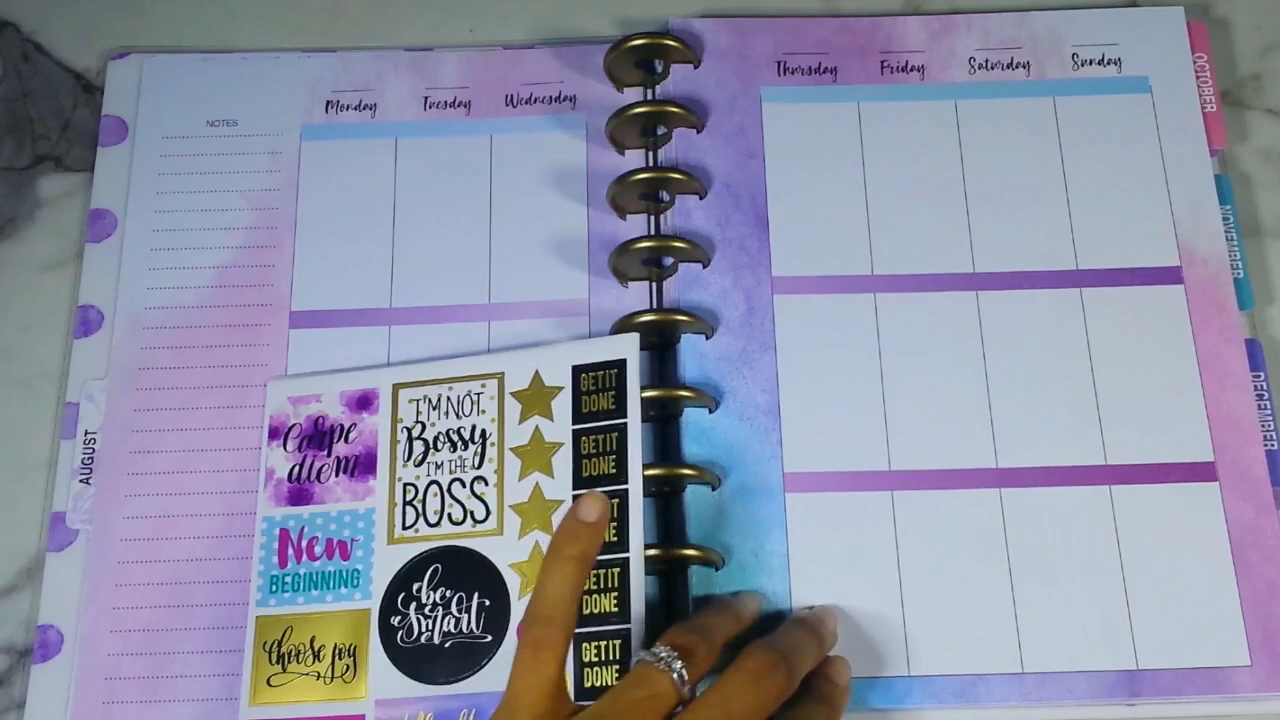 NOTES
Monday
Tuesday
Wednesday
Thursday
Friday
Saturday
Sunday
OCTOBER
NOVEMBER
DECEMBER
AUGUST
Carpe
diem
New
BEGINNING
choose joy
I'M NOT
Bossy
I'M THE
BOSS
be
smart
GET IT
DONE
GET IT
DONE
GET IT
DONE
GET IT
DONE